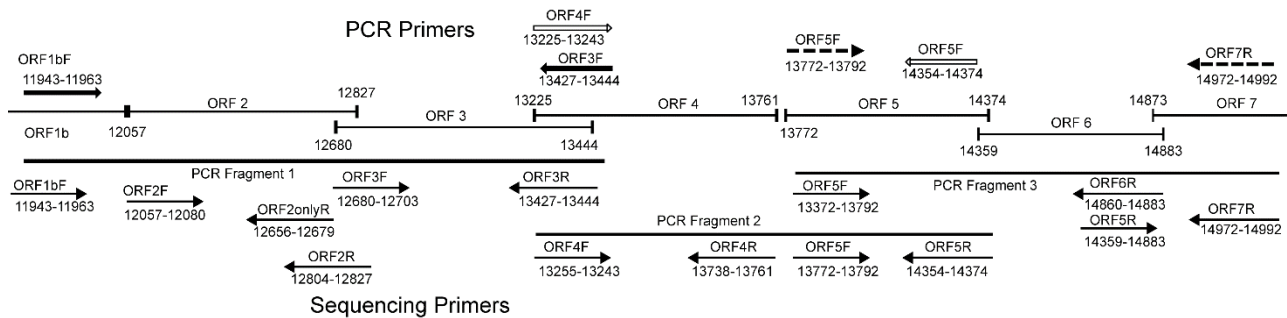 PCR Primers
ORF4F
13225-13243
ORF5F
13772-13792
ORF5F
14354-14374
ORF7R
14972-14992
ORF1bF
11943-11963
ORF3F
13427-13444
12827
13225
13761
14374
14873
ORF 2
ORF 4
ORF 5
ORF 7
ORF1b
12057
ORF 3
13772
ORF 6
12680
13444
14359
14883
PCR Fragment 1
ORF1bF
11943-11963
ORF2F
12057-12080
ORF3F
12680-12703
ORF3R
13427-13444
ORF5F
13372-13792
PCR Fragment 3
ORF6R
14860-14883
ORF5R
14359-14883
ORF7R
14972-14992
ORF2onlyR
12656-12679
PCR Fragment 2
ORF2R
12804-12827
ORF4F
13255-13243
ORF4R
13738-13761
ORF5F
13772-13792
ORF5R
14354-14374
Sequencing Primers